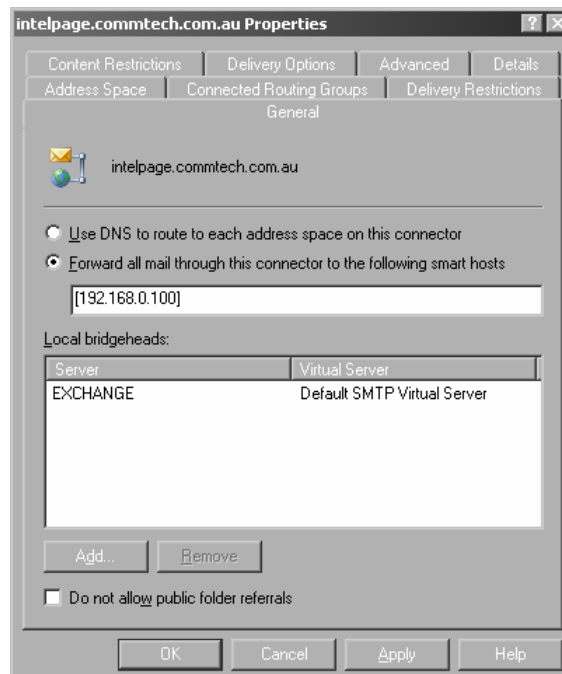 intelpage.commtech.com.au Properties
Content Restrictions Delivery Options Advanced Details
Address Space Connected Routing Groups Delivery Restrictions
General
intelpage.commtech.com.au
Use DNS to route to each address space on this connector
Forward all mail through this connector to the following smart hosts
[192.168.0.100]
Local bridgeheads:
Server Virtual Server
EXCHANGE Default SMTP Virtual Server
Add... Remove
Do not allow public folder referrals
OK Cancel Apply Help